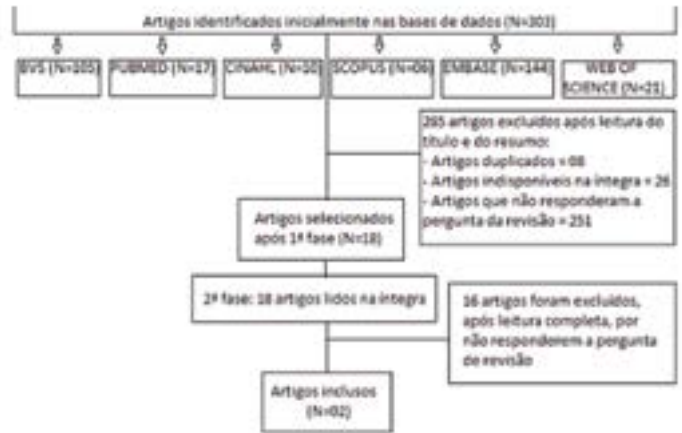 Artigos identificados inicialmente nas bases de dados (N=303)
BVS (N=105)
PUBMED (N=17)
CINAHL (N=10)
SCOPUS (N=06)
EMBASE (N=144)
WEB OF
SCIENCE (N=21)
285 artigos excluídos após leitura do
título e do resumo:
- Artigos duplicados = 08
- Artigos indisponíveis na íntegra = 26
- Artigos que não responderam a
pergunta da revisão = 251
Artigos selecionados
após 1ª fase (N=18)
2ª fase: 18 artigos lidos na íntegra
16 artigos foram excluídos,
após leitura completa, por
não responderem a pergunta
de revisão
Artigos inclusos
(N=02)